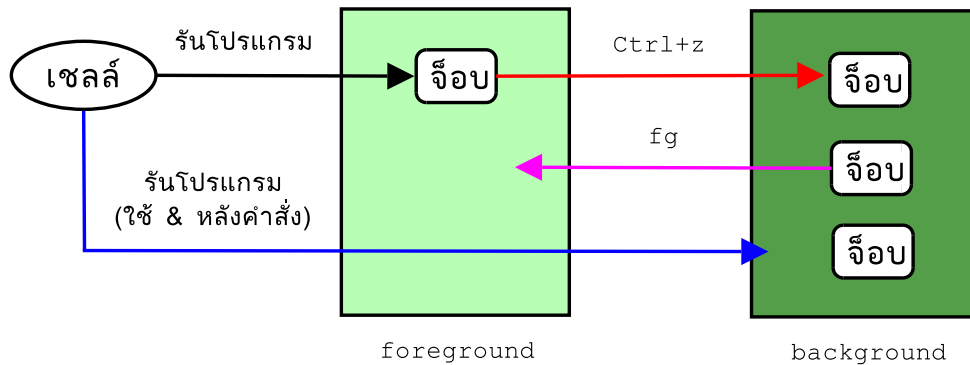 รันโปรแกรม
Ctrl+z
เชลล์
จ็อบ
จ็อบ
fg
จ็อบ
รันโปรแกรม
(ใช้ & หลังคำสั่ง)
จ็อบ
foreground
background